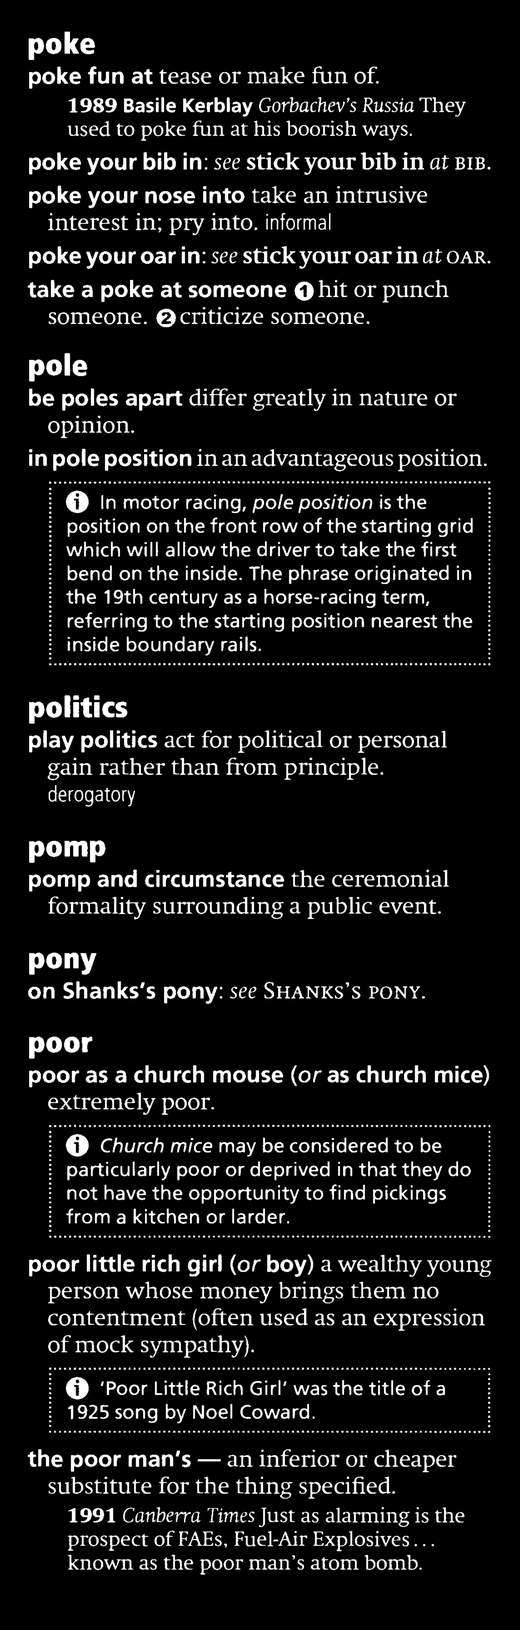 poke
poke fun at tease or make fun of.
1989 Basile Kerblay Gorbachev's Russia They
used to poke fun at his boorish ways.
poke your bib in: see stick your bib in at BIB.
poke your nose into take an intrusive
interest in; pry into. informal
poke your oar in: see stick your oar in at OAR.
take a poke at someone ❶ hit or punch
someone. ❷ criticize someone.
pole
be poles apart differ greatly in nature or
opinion.
in pole position in an advantageous position.
i In motor racing, pole position is the
position on the front row of the starting grid
which will allow the driver to take the first
bend on the inside. The phrase originated in
the 19th century as a horse-racing term,
referring to the starting position nearest the
inside boundary rails.
politics
play politics act for political or personal
gain rather than from principle.
derogatory
pomp
pomp and circumstance the ceremonial
formality surrounding a public event.
pony
on Shanks's pony: see SHANKS'S PONY.
poor
poor as a church mouse (or as church mice)
extremely poor.
i Church mice may be considered to be
particularly poor or deprived in that they do
not have the opportunity to find pickings
from a kitchen or larder.
poor little rich girl (or boy) a wealthy young
person whose money brings them no
contentment (often used as an expression
of mock sympathy).
i 'Poor Little Rich Girl' was the title of a
1925 song by Noel Coward.
the poor man's — an inferior or cheaper
substitute for the thing specified.
1991 Canberra Times Just as alarming is the
prospect of FAEs, Fuel-Air Explosives...
known as the poor man's atom bomb.